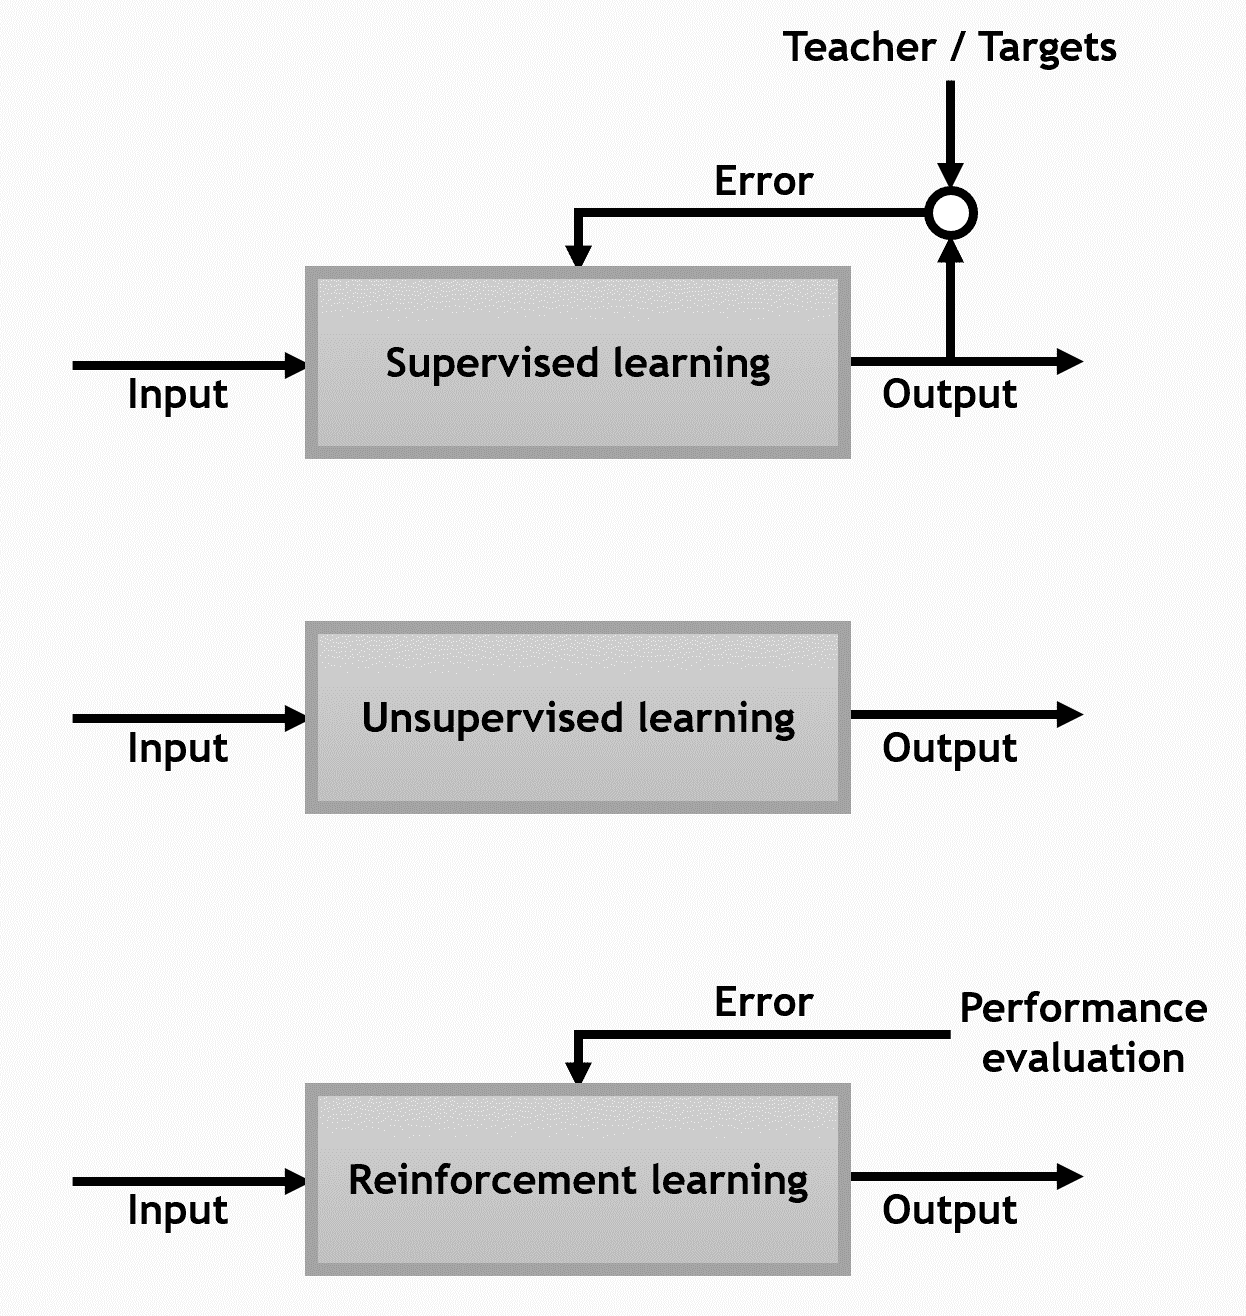 Teacher / Targets
Error
Supervised learning
Input
Output
Unsupervised learning
Input
Output
Error
Performance
evaluation
Reinforcement learning
Input
Output